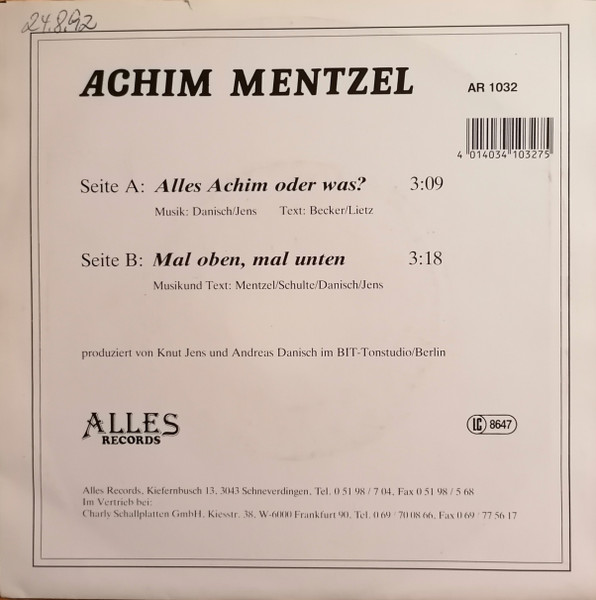 24.8.92
ACHIM MENTZEL
AR 1032
4 014034 103275
Seite A: Alles Achim oder was? 3:09
Musik: Danisch/Jens Text: Becker/Lietz
Seite B: Mal oben, mal unten 3:18
Musikund Text: Mentzel/Schulte/Danisch/Jens
produziert von Knut Jens und Andreas Danisch im BIT-Tonstudio/Berlin
ALLES
RECORDS
LC 8647
Alles Records, Kiefernbusch 13, 3043 Schneverdingen, Tel. 0 51 98 / 7 04, Fax 0 51 98 / 5 68
Im Vertrieb bei:
Charly Schallplatten GmbH, Kiesstr. 38, W-6000 Frankfurt 90, Tel. 0 69 / 70 08 66, Fax 0 69 / 77 56 17